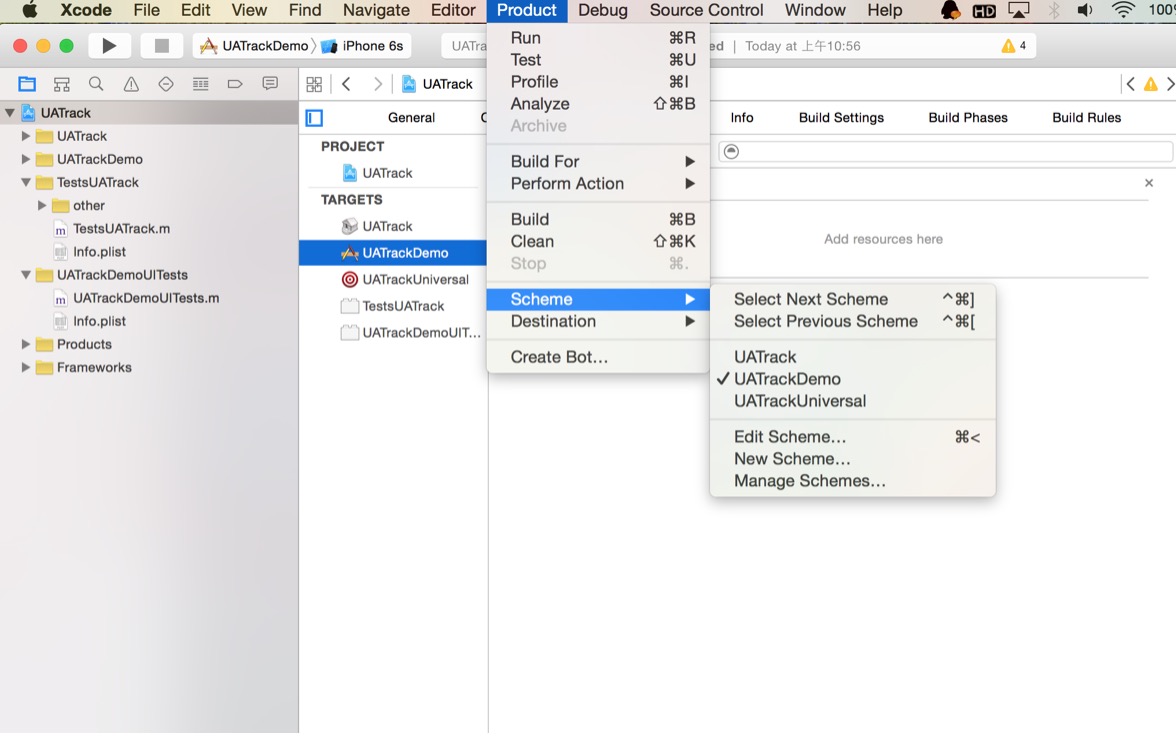 Xcode File Edit View Find Navigate Editor Product Debug Source Control Window Help HD 100
UATrackDemo iPhone 6s UATra ed | Today at 上午10:56 4
UATrack
UATrack
General Info Build Settings Build Phases Build Rules
UATrack
UATrackDemo
TestsUATrack
other
TestsUATrack.m
Info.plist
UATrackDemoUITests
UATrackDemoUITests.m
Info.plist
Products
Frameworks
PROJECT
UATrack
TARGETS
UATrack
UATrackDemo
UATrackUniversal
TestsUATrack
UATrackDemoUIT...
Run ⌘R
Test ⌘U
Profile ⌘I
Analyze ⇧⌘B
Archive
Build For
Perform Action
Build ⌘B
Clean ⇧⌘K
Stop ⌘.
Scheme
Destination
Create Bot…
Add resources here
Select Next Scheme ^⌘]
Select Previous Scheme ^⌘[
UATrack
UATrackDemo
UATrackUniversal
Edit Scheme… ⌘<
New Scheme…
Manage Schemes…